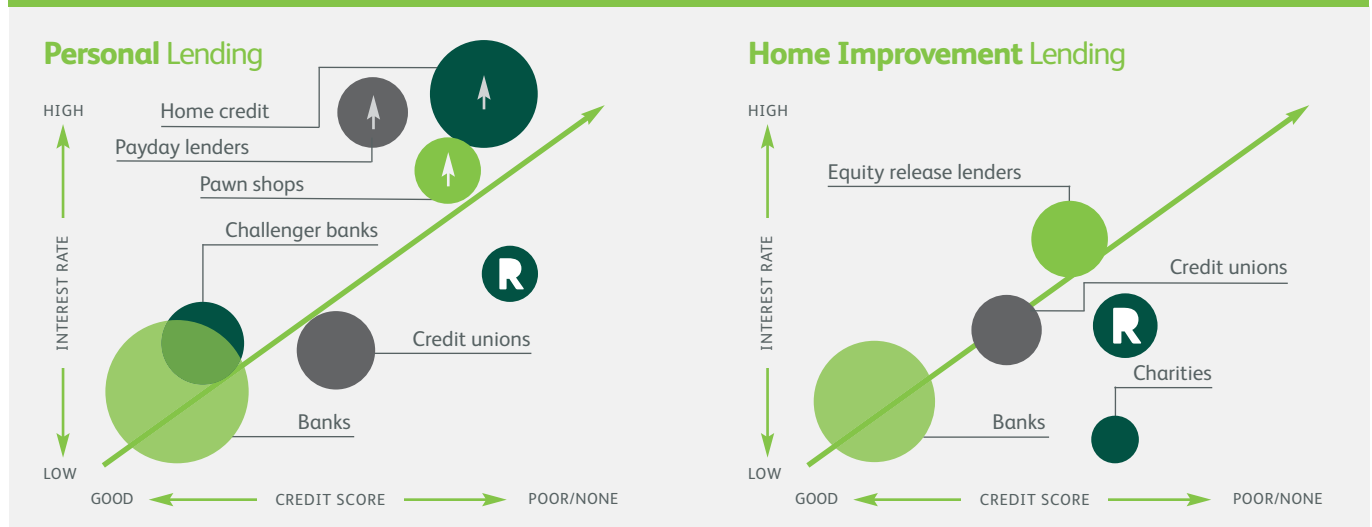 Personal Lending
HIGH
Home credit
Payday lenders
Pawn shops
Challenger banks
INTEREST RATE
R
Credit unions
Banks
LOW
GOOD
CREDIT SCORE
POOR/NONE
Home Improvement Lending
HIGH
Equity release lenders
INTEREST RATE
Credit unions
R
Charities
Banks
LOW
GOOD
CREDIT SCORE
POOR/NONE